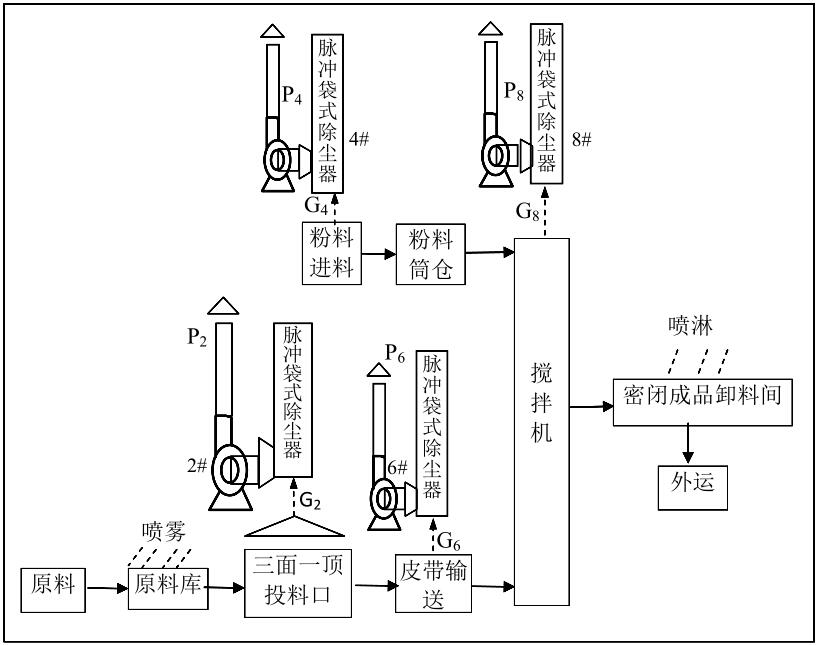 脉冲袋式除尘器
P4
4#
G4
脉冲袋式除尘器
P8
8#
G8
粉料
进料
粉料
筒仓
P2
脉冲袋式除尘器
2#
G2
P6
脉冲袋式除尘器
6#
G6
搅拌机
喷淋
密闭成品卸料间
外运
喷雾
原料
原料库
三面一顶
投料口
皮带输
送